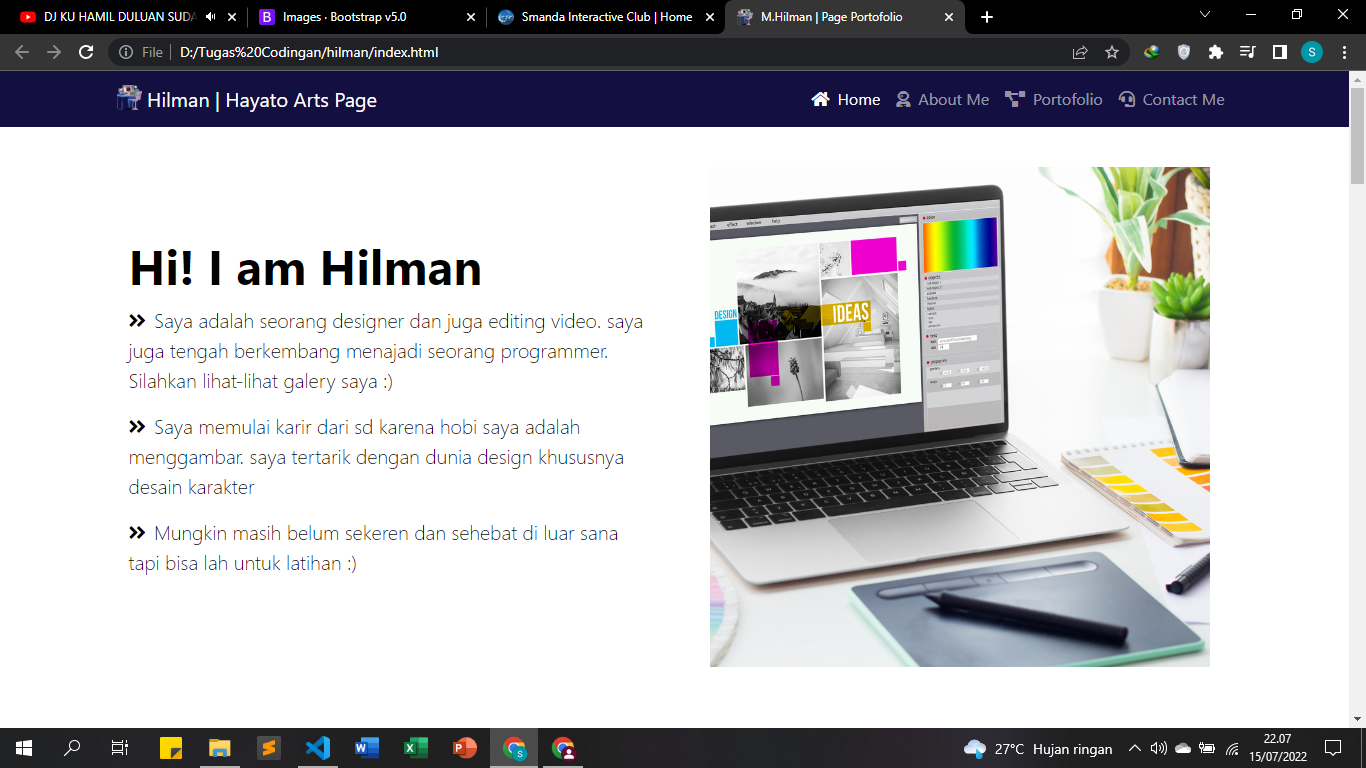 DJ KU HAMIL DULUAN SUDA
Images · Bootstrap v5.0
Smanda Interactive Club | Home
M.Hilman | Page Portofolio
File
D:/Tugas%20Codingan/hilman/index.html
S
Hilman | Hayato Arts Page
Home
About Me
Portofolio
Contact Me
Hi! I am Hilman
Saya adalah seorang designer dan juga editing video. saya
juga tengah berkembang menajadi seorang programmer.
Silahkan lihat-lihat galery saya :)
Saya memulai karir dari sd karena hobi saya adalah
menggambar. saya tertarik dengan dunia design khususnya
desain karakter
Mungkin masih belum sekeren dan sehebat di luar sana
tapi bisa lah untuk latihan :)
effect
window
help
color
DESIGN
IDEAS
27°C Hujan ringan
22.07
15/07/2022